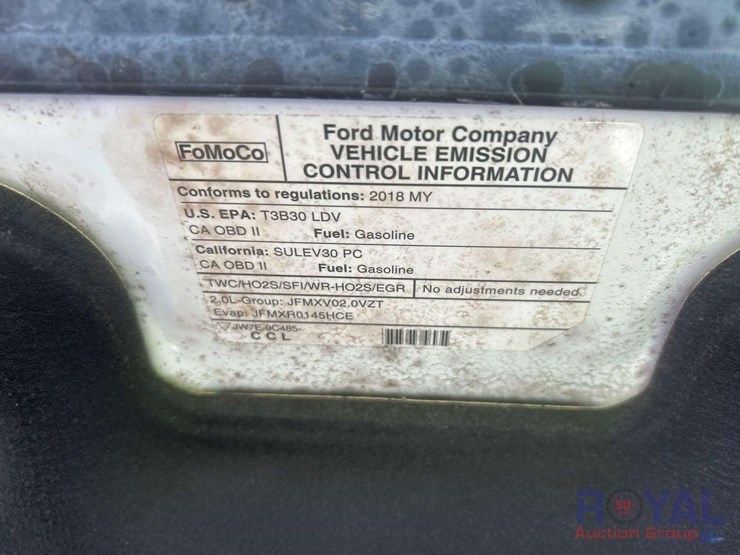 FoMoCo
Ford Motor Company
VEHICLE EMISSION
CONTROL INFORMATION
Conforms to regulations: 2018 MY
U.S. EPA: T3B30 LDV
CA OBD II Fuel: Gasoline
California: SULEV30 PC
CA OBD II Fuel: Gasoline
TWC/HO2S/SFI/WR-HO2S/EGR No adjustments needed.
2.0L-Group: JFMXV02.0VZT
Evap: JFMXR0145HCE
JW7E-9C485-
CCL
ROYAL
Auction Group